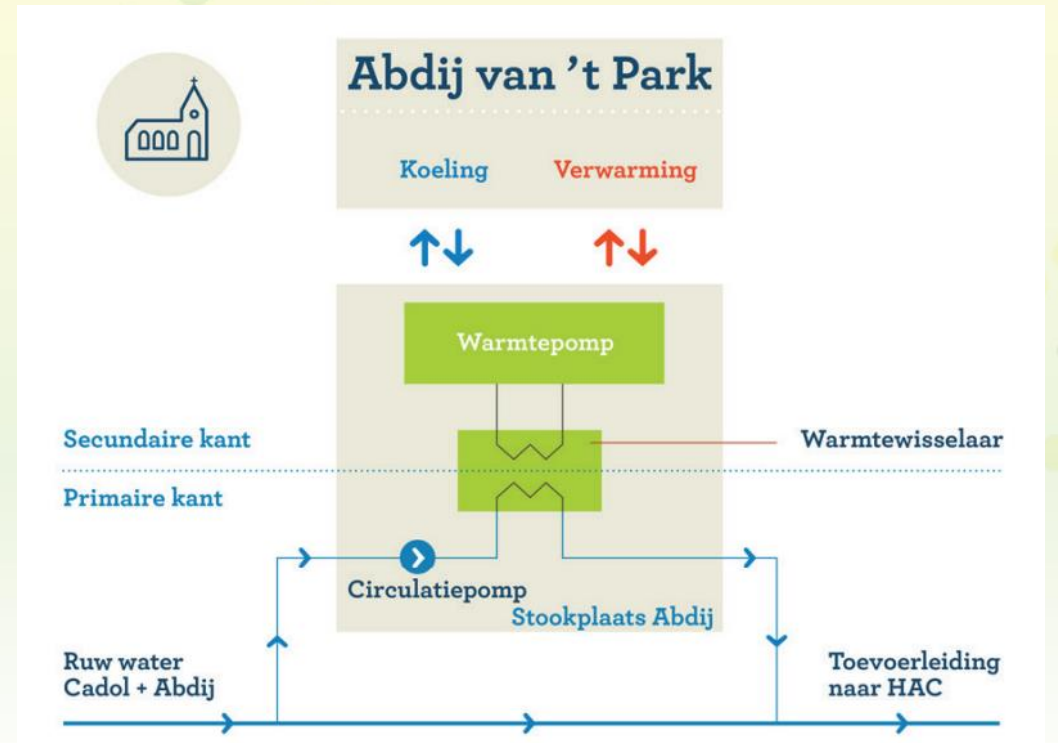 Abdij van 't Park
Koeling
Verwarming
Warmtepomp
Secundaire kant
Warmtewisselaar
Primaire kant
Circulatiepomp
Stookplaats Abdij
Ruw water
Cadol + Abdij
Toevoerleiding
naar HAC